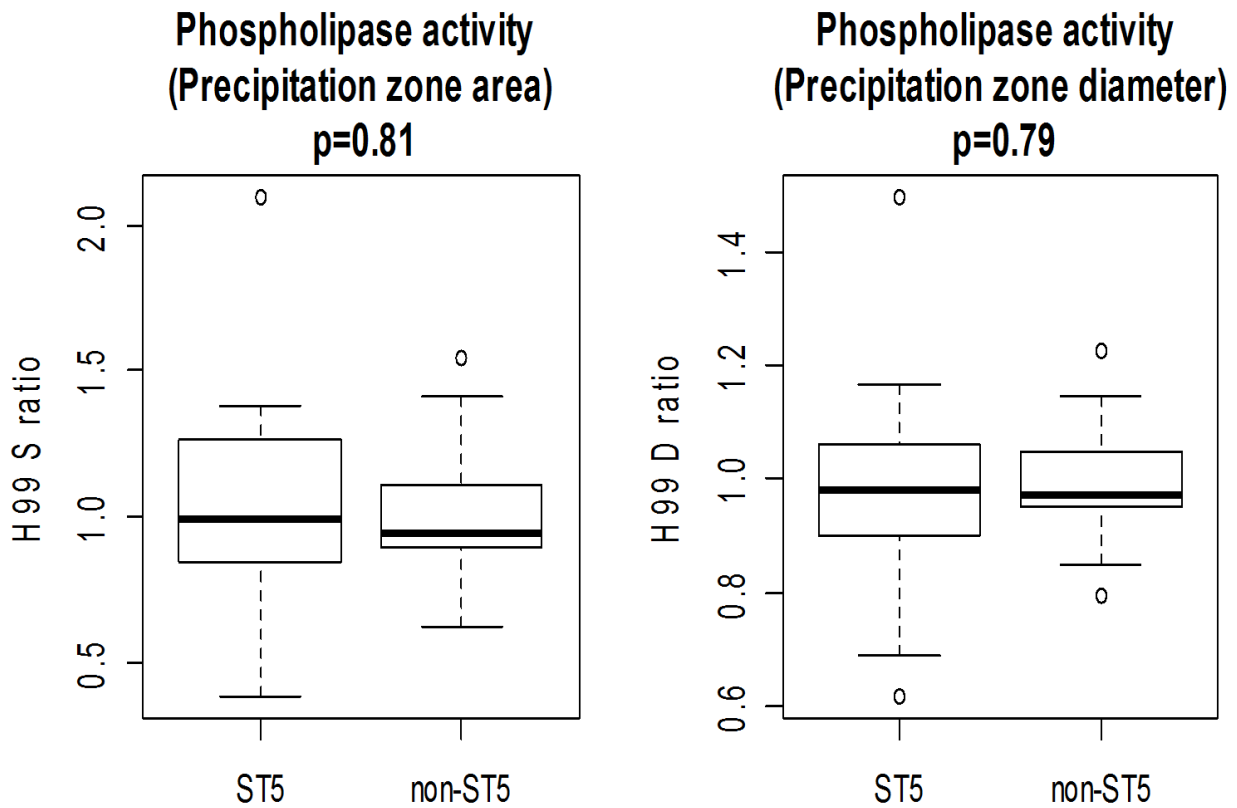 Phospholipase activity
(Precipitation zone area)
p=0.81
H99 S ratio
2.0
1.5
1.0
0.5
ST5
non-ST5
Phospholipase activity
(Precipitation zone diameter)
p=0.79
H99 D ratio
1.4
1.2
1.0
0.8
0.6
ST5
non-ST5